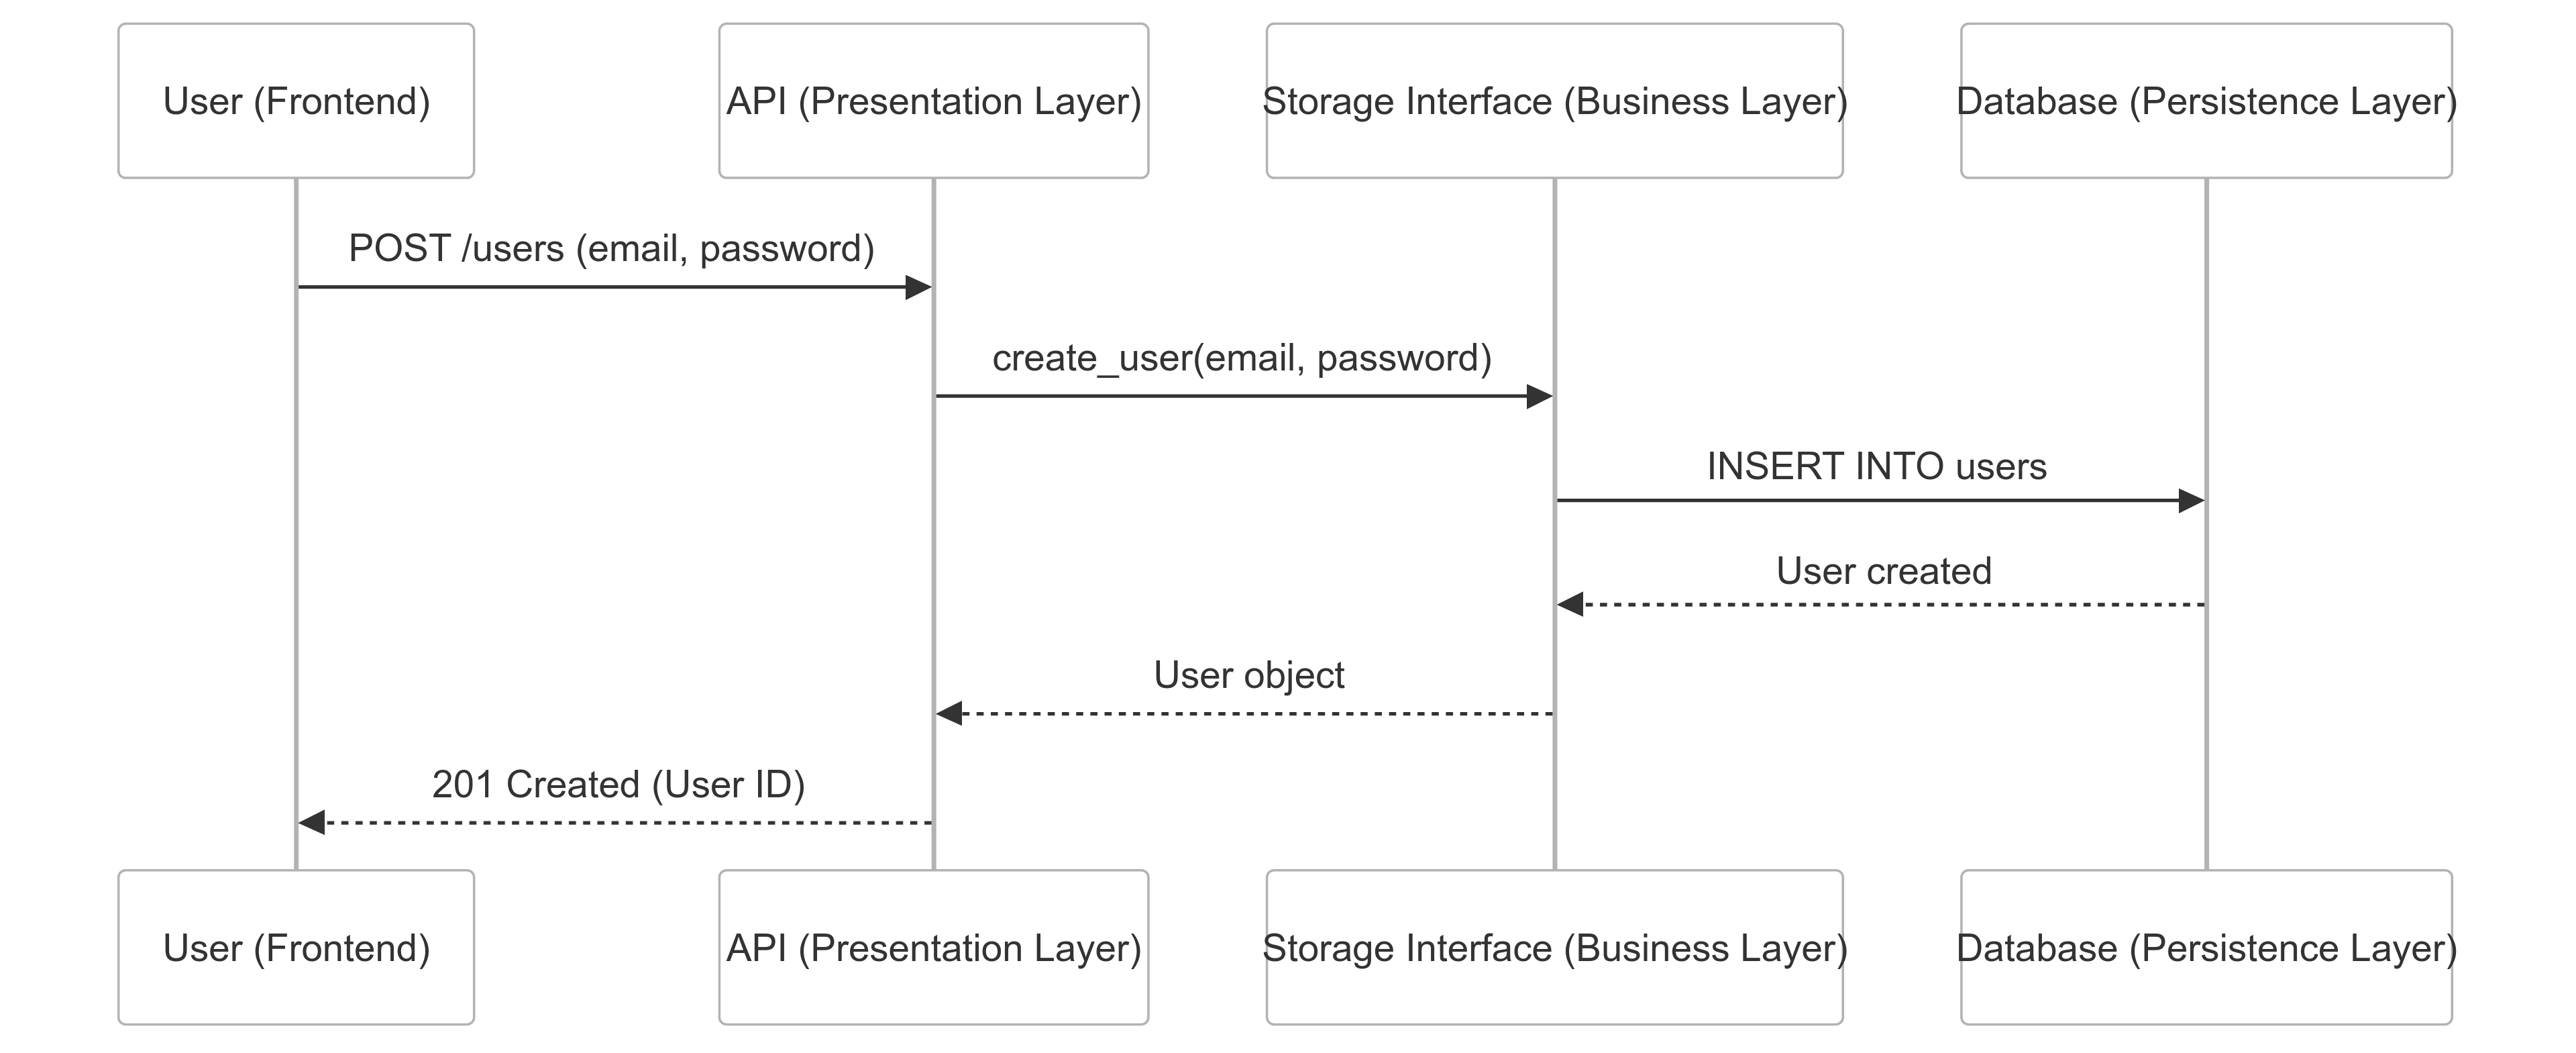 User (Frontend)
API (Presentation Layer)
Storage Interface (Business Layer)
Database (Persistence Layer)
POST /users (email, password)
create_user(email, password)
INSERT INTO users
User created
User object
201 Created (User ID)
User (Frontend)
API (Presentation Layer)
Storage Interface (Business Layer)
Database (Persistence Layer)